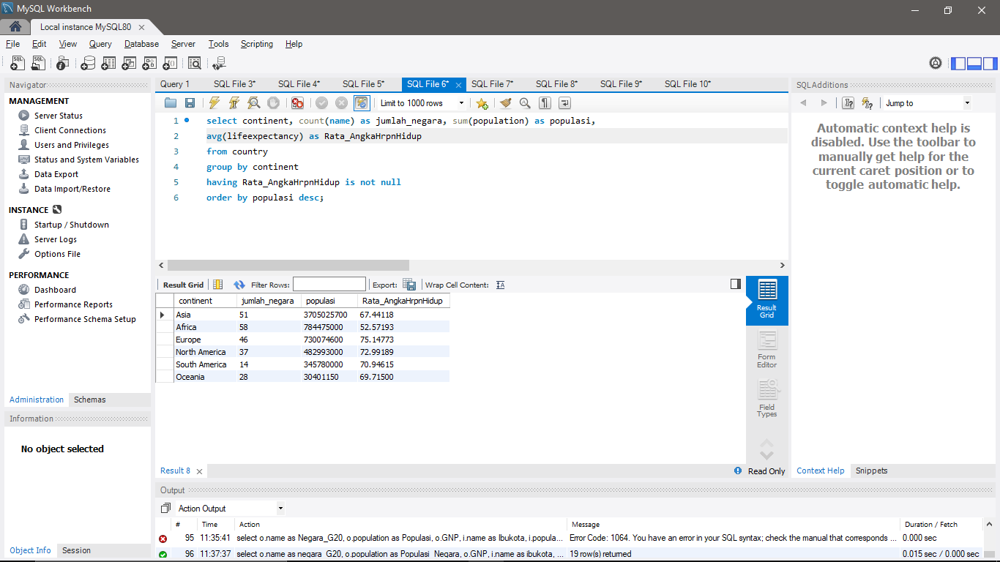 MySQL Workbench
Local instance MySQL80
File Edit View Query Database Server Tools Scripting Help
Navigator
MANAGEMENT
Server Status
Client Connections
Users and Privileges
Status and System Variables
Data Export
Data Import/Restore
INSTANCE
Startup / Shutdown
Server Logs
Options File
PERFORMANCE
Dashboard
Performance Reports
Performance Schema Setup
Administration Schemas
Information
No object selected
Object Info Session
Query 1 SQL File 3* SQL File 4* SQL File 5* SQL File 6* SQL File 7* SQL File 8* SQL File 9* SQL File 10*
Limit to 1000 rows
1 select continent, count(name) as jumlah_negara, sum(population) as populasi,
2 avg(lifeexpectancy) as Rata_AngkaHrpnHidup
3 from country
4 group by continent
5 having Rata_AngkaHrpnHidup is not null
6 order by populasi desc;
Result Grid Filter Rows: Export: Wrap Cell Content:
continent jumlah_negara populasi Rata_AngkaHrpnHidup
Asia 51 3705025700 67.44118
Africa 58 784475000 52.57193
Europe 46 730074600 75.14773
North America 37 482993000 72.99189
South America 14 345780000 70.94615
Oceania 28 30401150 69.71500
Result Grid
Form Editor
Field Types
Result 8
Read Only
SQLAdditions
Jump to
Automatic context help is
disabled. Use the toolbar to
manually get help for the
current caret position or to
toggle automatic help.
Context Help Snippets
Output
Action Output
# Time Action Message Duration / Fetch
95 11:35:41 select o.name as Negara_G20, o.population as Populasi, o.GNP, i.name as Ibukota, i.popula... Error Code: 1064. You have an error in your SQL syntax; check the manual that corresponds ... 0.000 sec
96 11:37:37 select o.name as negara_G20, o.population as Populasi_Negara, o.GNP, i.name as ibukota, ... 19 row(s) returned 0.015 sec / 0.000 sec